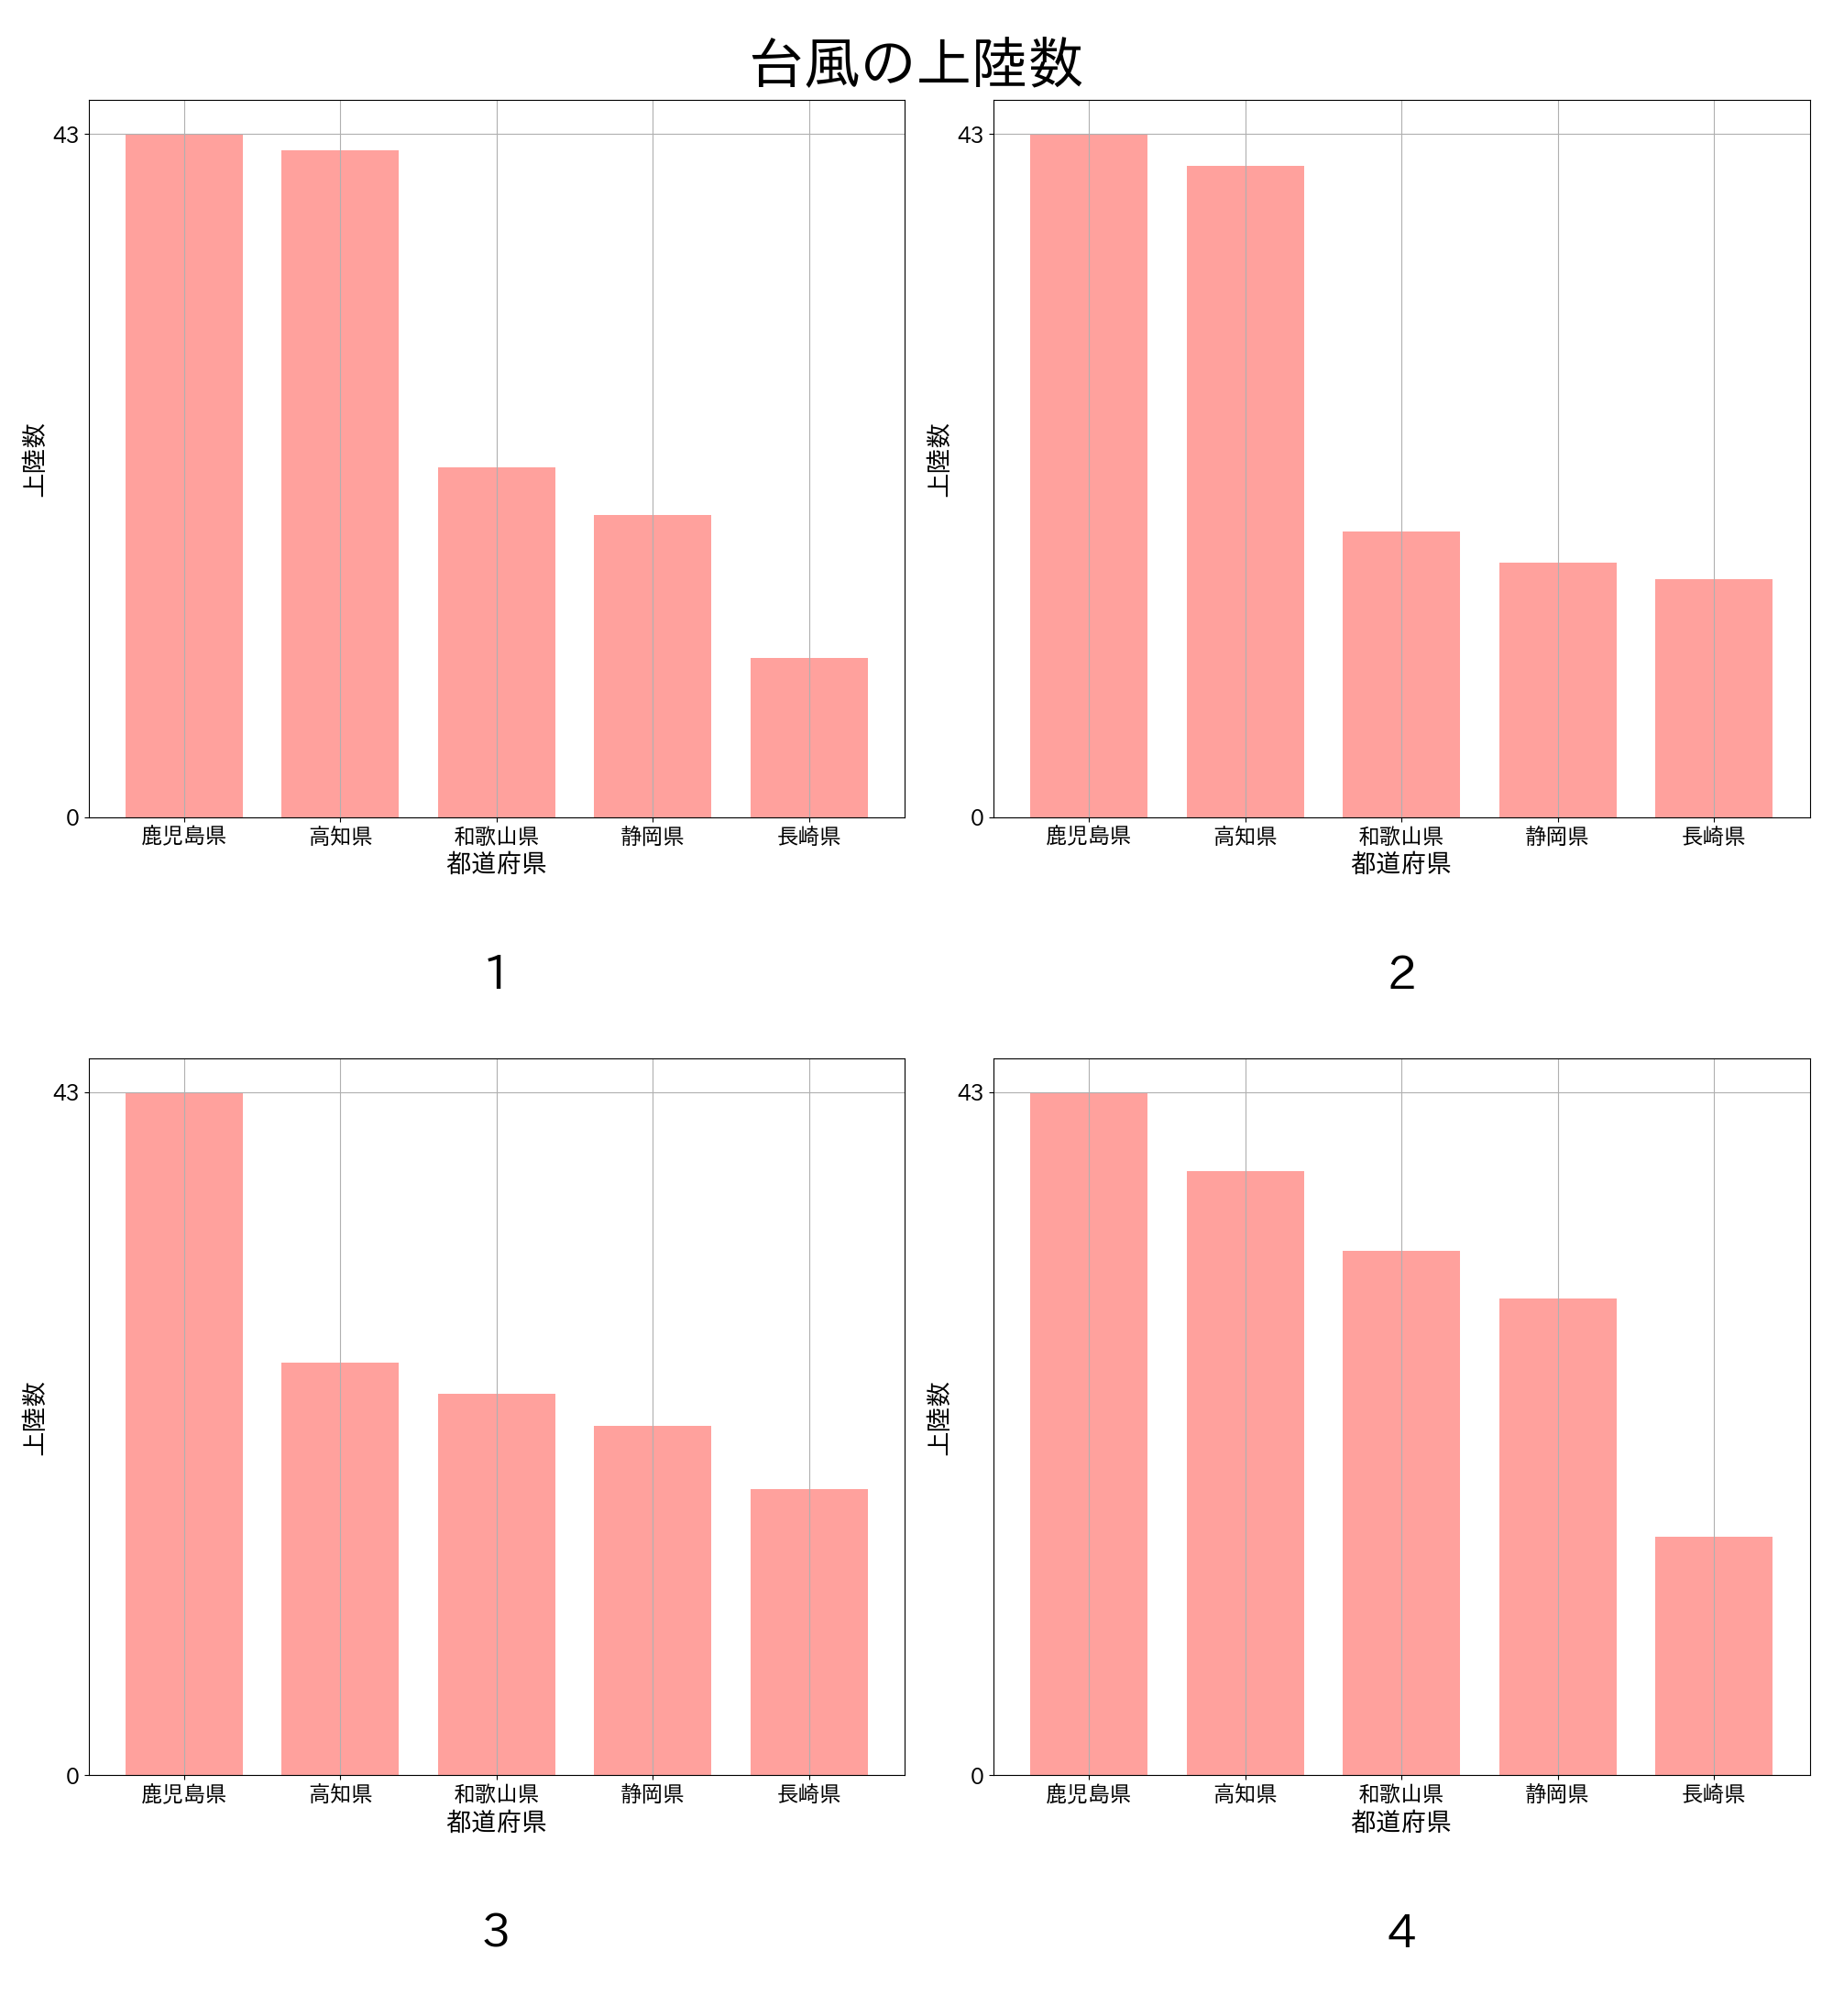 台風の上陸数
43
0
上陸数
鹿児島県 高知県 和歌山県 静岡県 長崎県
都道府県
1
43
0
上陸数
鹿児島県 高知県 和歌山県 静岡県 長崎県
都道府県
2
43
0
上陸数
鹿児島県 高知県 和歌山県 静岡県 長崎県
都道府県
3
43
0
上陸数
鹿児島県 高知県 和歌山県 静岡県 長崎県
都道府県
4